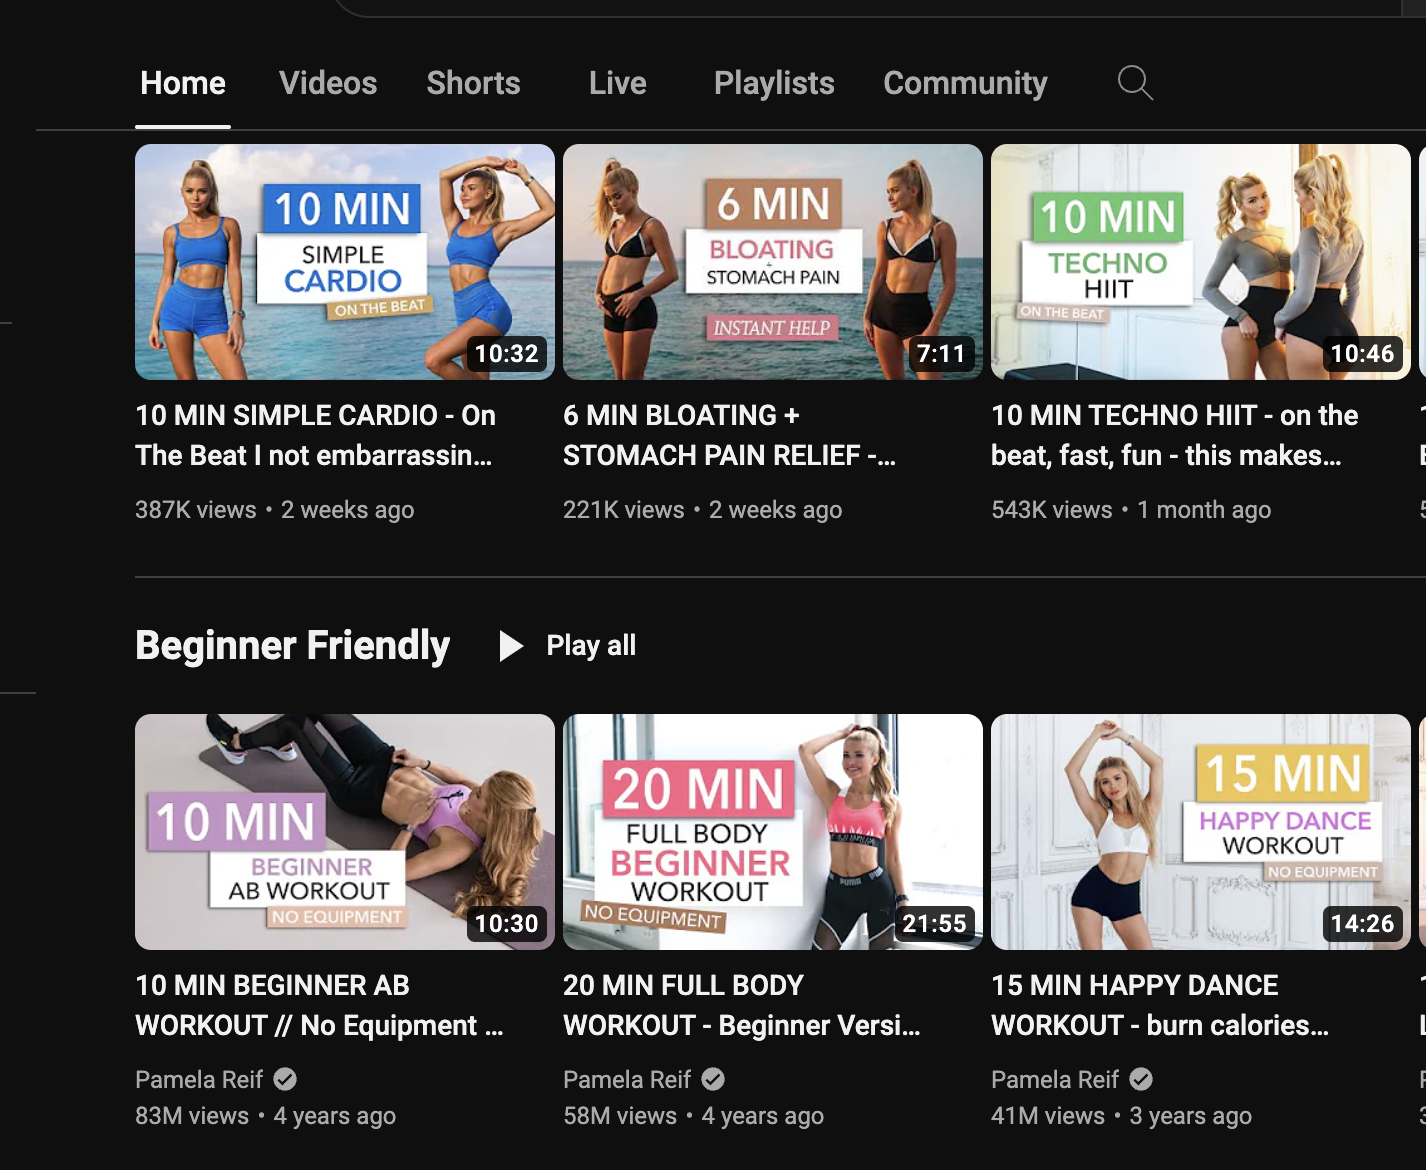 Home Videos Shorts Live Playlists Community
10 MIN
SIMPLE
CARDIO
ON THE BEAT
10:32
6 MIN
BLOATING
+
STOMACH PAIN
INSTANT HELP
7:11
10 MIN
TECHNO
HIIT
ON THE BEAT
10:46
10 MIN SIMPLE CARDIO - On
The Beat I not embarrassin...
387K views • 2 weeks ago
6 MIN BLOATING +
STOMACH PAIN RELIEF -...
221K views • 2 weeks ago
10 MIN TECHNO HIIT - on the
beat, fast, fun - this makes...
543K views • 1 month ago
Beginner Friendly Play all
10 MIN
BEGINNER
AB WORKOUT
NO EQUIPMENT
10:30
20 MIN
FULL BODY
BEGINNER
WORKOUT
NO EQUIPMENT
PUMA
21:55
15 MIN
HAPPY DANCE
WORKOUT
NO EQUIPMENT
14:26
10 MIN BEGINNER AB
WORKOUT // No Equipment ...
Pamela Reif
83M views • 4 years ago
20 MIN FULL BODY
WORKOUT - Beginner Versi...
Pamela Reif
58M views • 4 years ago
15 MIN HAPPY DANCE
WORKOUT - burn calories...
Pamela Reif
41M views • 3 years ago